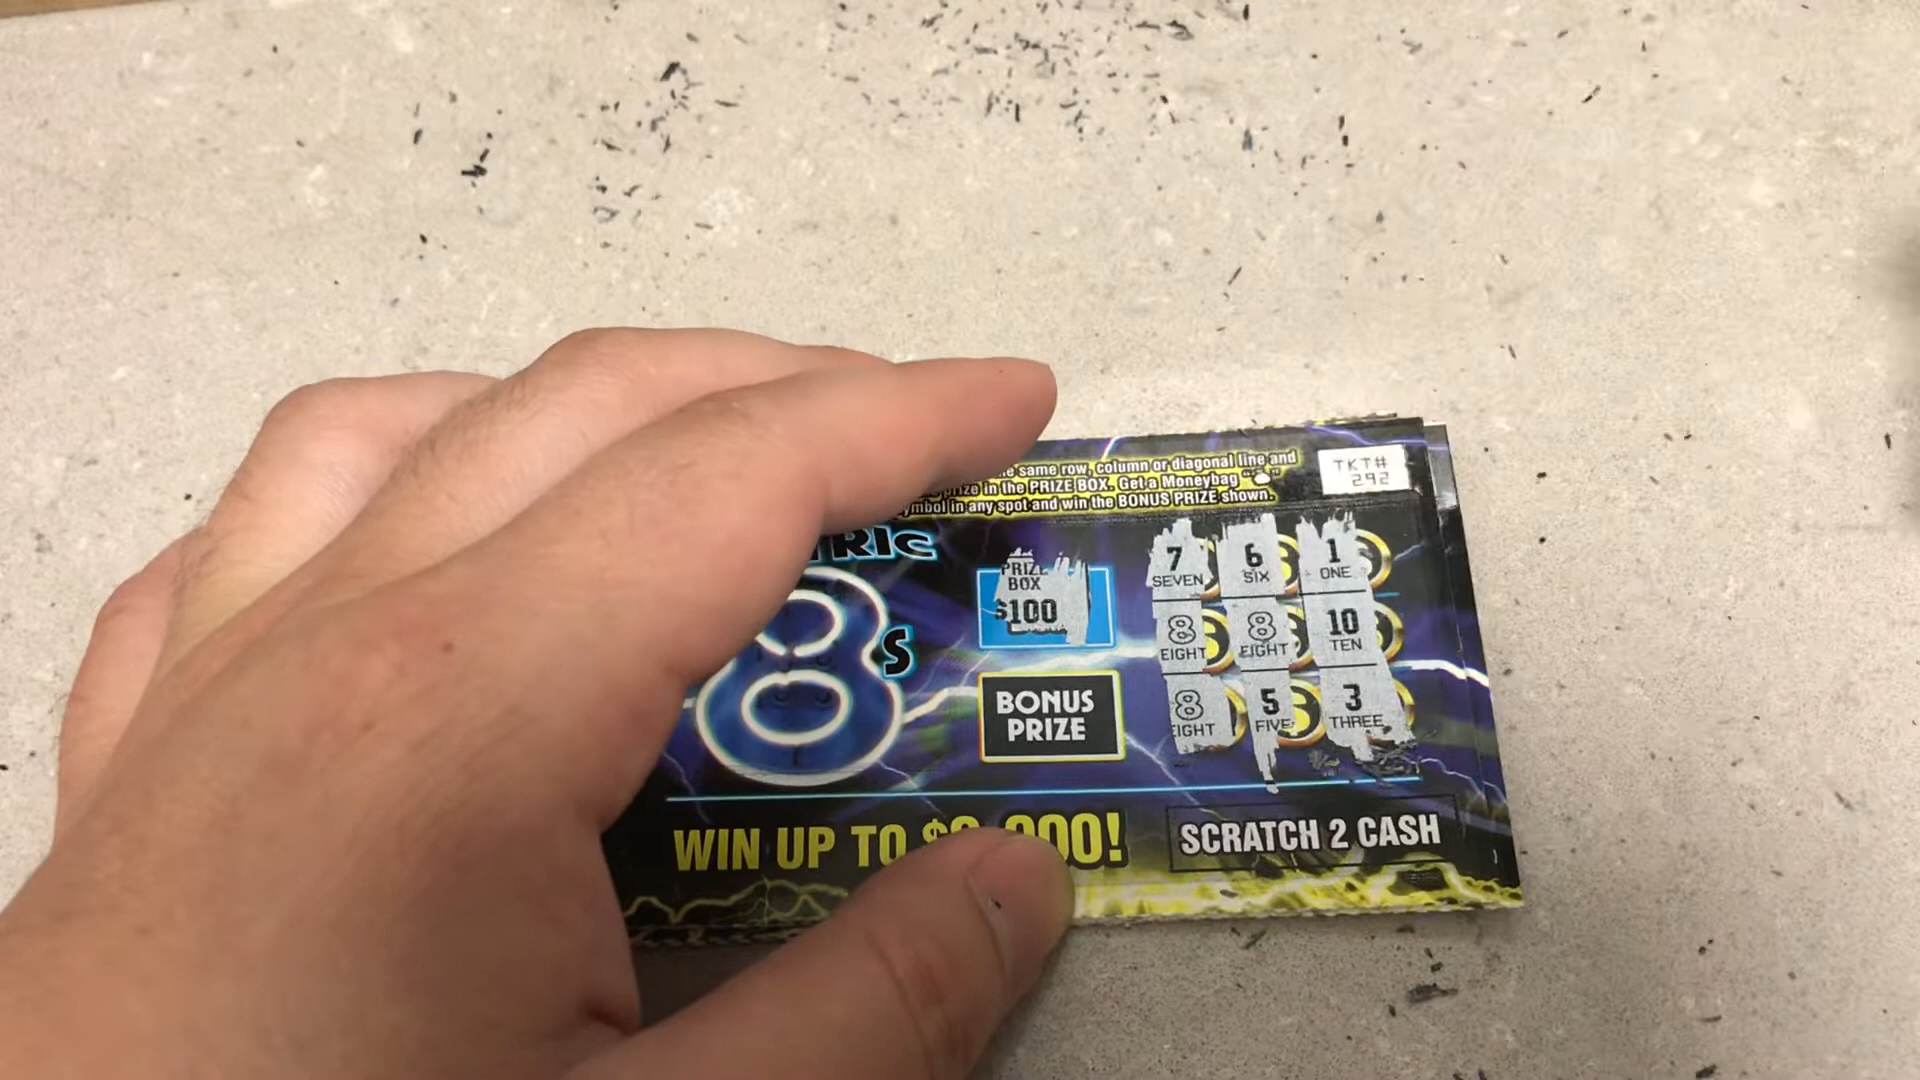 same row, column or diagonal line and
prize in the PRIZE BOX. Get a Moneybag " "
symbol in any spot and win the BONUS PRIZE shown.
TKT#
292
TRIC
8
S
PRIZE
BOX
$100
BONUS
PRIZE
7 6 1
SEVEN SIX ONE
8 8 10
EIGHT EIGHT TEN
8 5 3
EIGHT FIVE THREE
WIN UP TO $ ,000!
SCRATCH 2 CASH